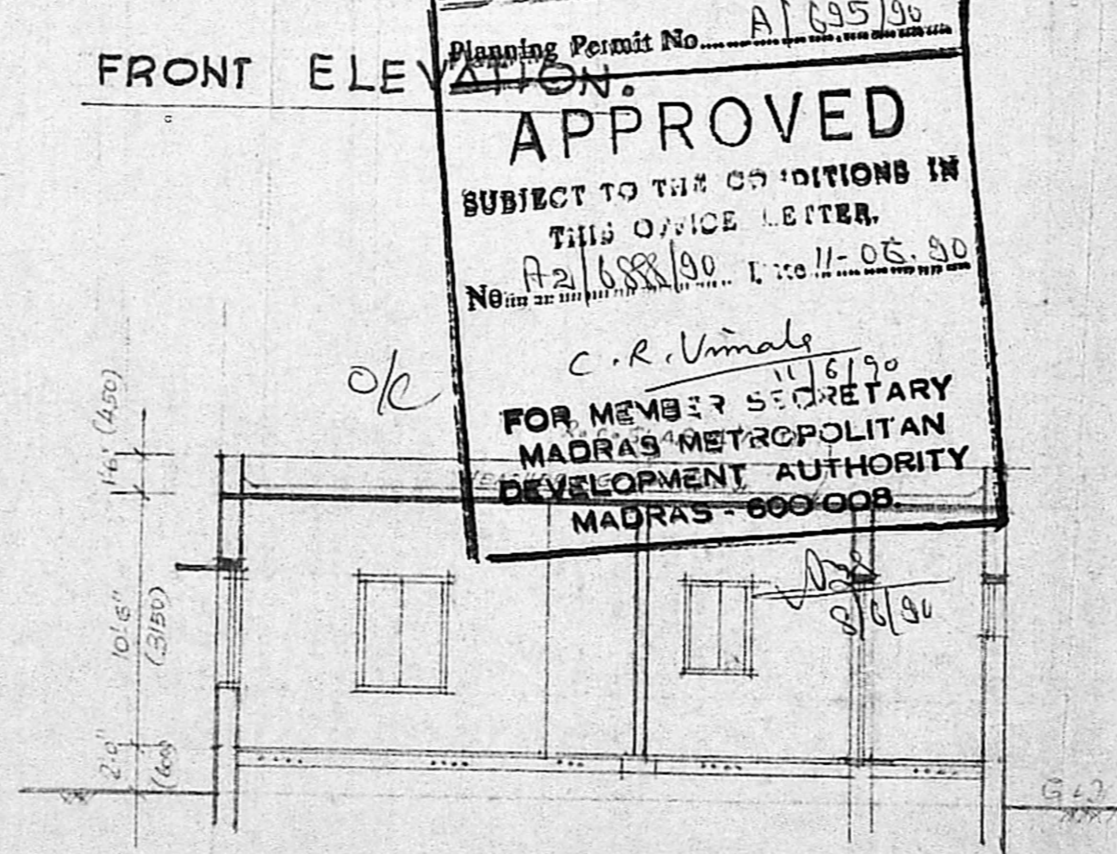 Planning Permit No. A/695/90
FRONT ELEVATION.
APPROVED
SUBJECT TO THE CONDITIONS IN
THIS OFFICE LETTER.
No. A2/ /90 Date 11-06-90
C. R. Vimala
11/6/90
O/C
FOR MEMBER SECRETARY
MADRAS METROPOLITAN
DEVELOPMENT AUTHORITY
MADRAS - 600 008.
1'6" (450)
8/6/90
10'6"
(3150)
2'0"
(600)